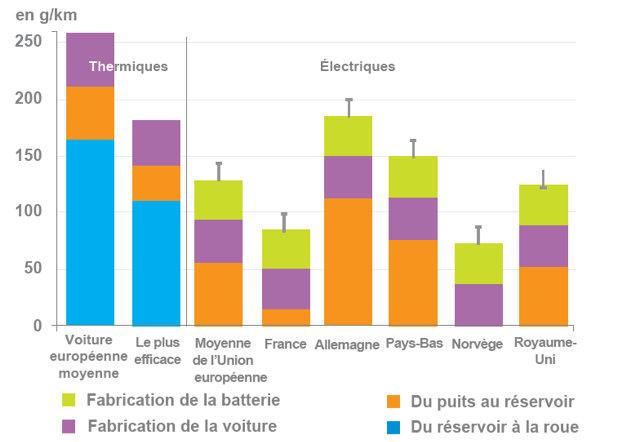 en g/km
250
200
150
100
50
0
Thermiques
Électriques
Voiture
européenne
moyenne
Le plus
efficace
Moyenne
de l'Union
européenne
France
Allemagne
Pays-Bas
Norvège
Royaume-
Uni
Fabrication de la batterie
Fabrication de la voiture
Du puits au réservoir
Du réservoir à la roue